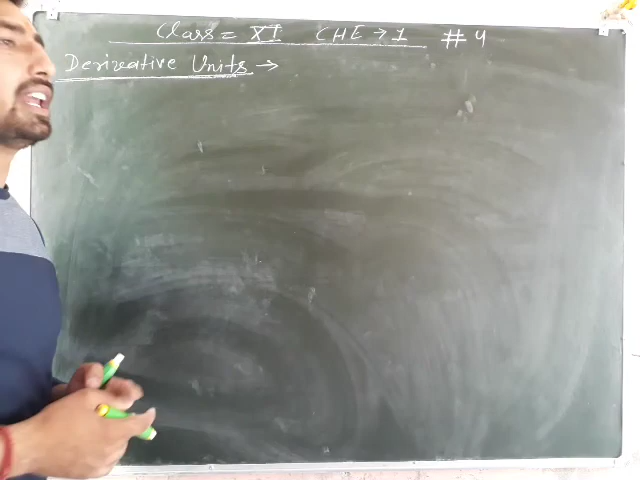 Class = XI CHE → 1 # 4
Derivative Units →